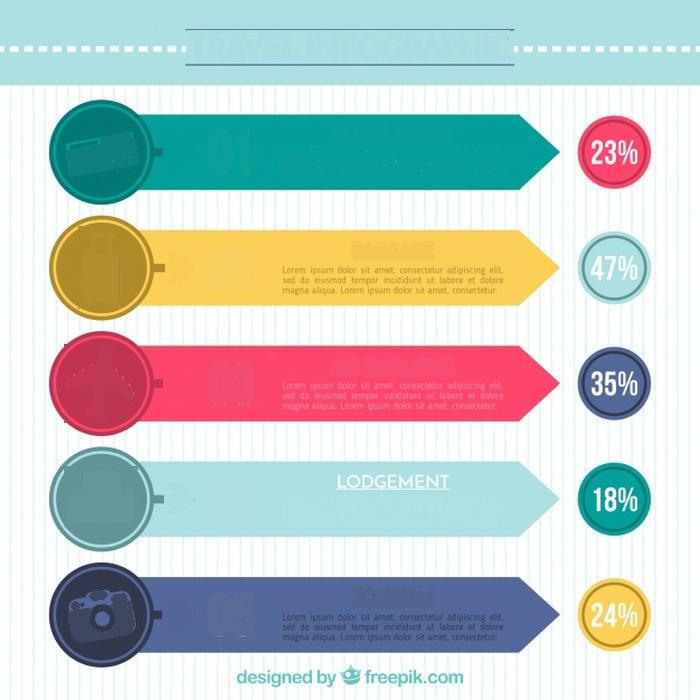 TRAVEL INFOGRAPHIC
01
23%
BAGGAGE
Lorem ipsum dolor sit amet, consectetur adipiscing elit,
sed do eiusmod tempor incididunt ut labore et dolore
magna aliqua. Lorem ipsum dolor sit amet, consectetur.
47%
03
Lorem ipsum dolor sit amet, consectetur adipiscing elit,
sed do eiusmod tempor incididunt ut labore et dolore
magna aliqua. Lorem ipsum dolor sit amet, consectetur.
35%
LODGEMENT
18%
05
Lorem ipsum dolor sit amet, consectetur adipiscing elit,
sed do eiusmod tempor incididunt ut labore et dolore
magna aliqua. Lorem ipsum dolor sit amet, consectetur.
24%
designed by freepik.com